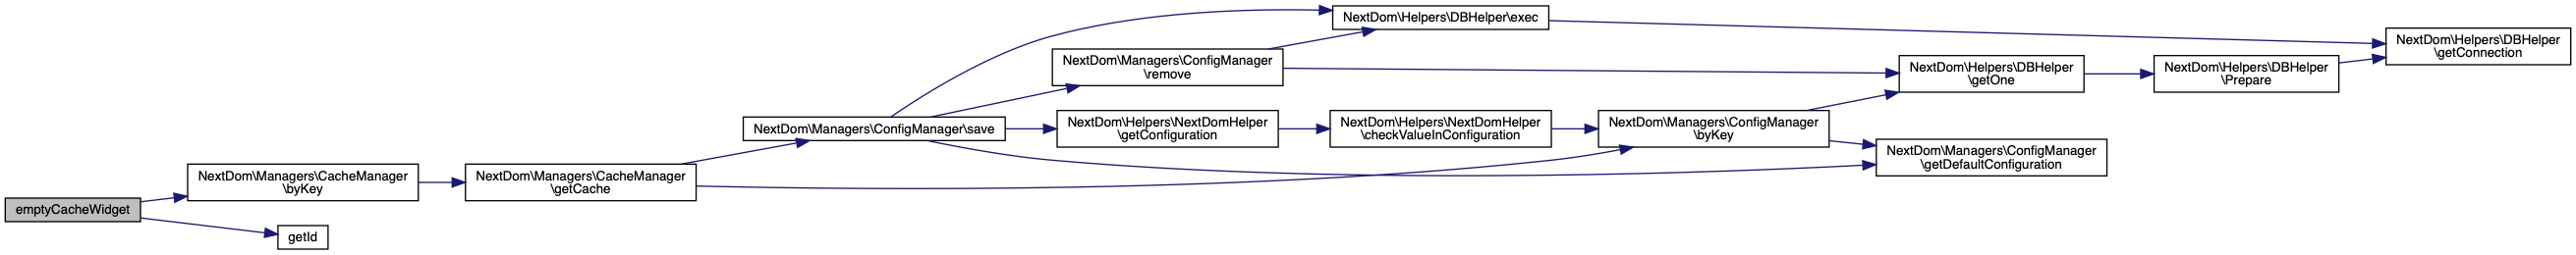 emptyCacheWidget
NextDom\Managers\CacheManager
\byKey
getId
NextDom\Managers\CacheManager
\getCache
NextDom\Managers\ConfigManager\save
NextDom\Helpers\DBHelper\exec
NextDom\Managers\ConfigManager
\remove
NextDom\Helpers\NextDomHelper
\getConfiguration
NextDom\Helpers\NextDomHelper
\checkValueInConfiguration
NextDom\Managers\ConfigManager
\byKey
NextDom\Helpers\DBHelper
\getOne
NextDom\Managers\ConfigManager
\getDefaultConfiguration
NextDom\Helpers\DBHelper
\Prepare
NextDom\Helpers\DBHelper
\getConnection